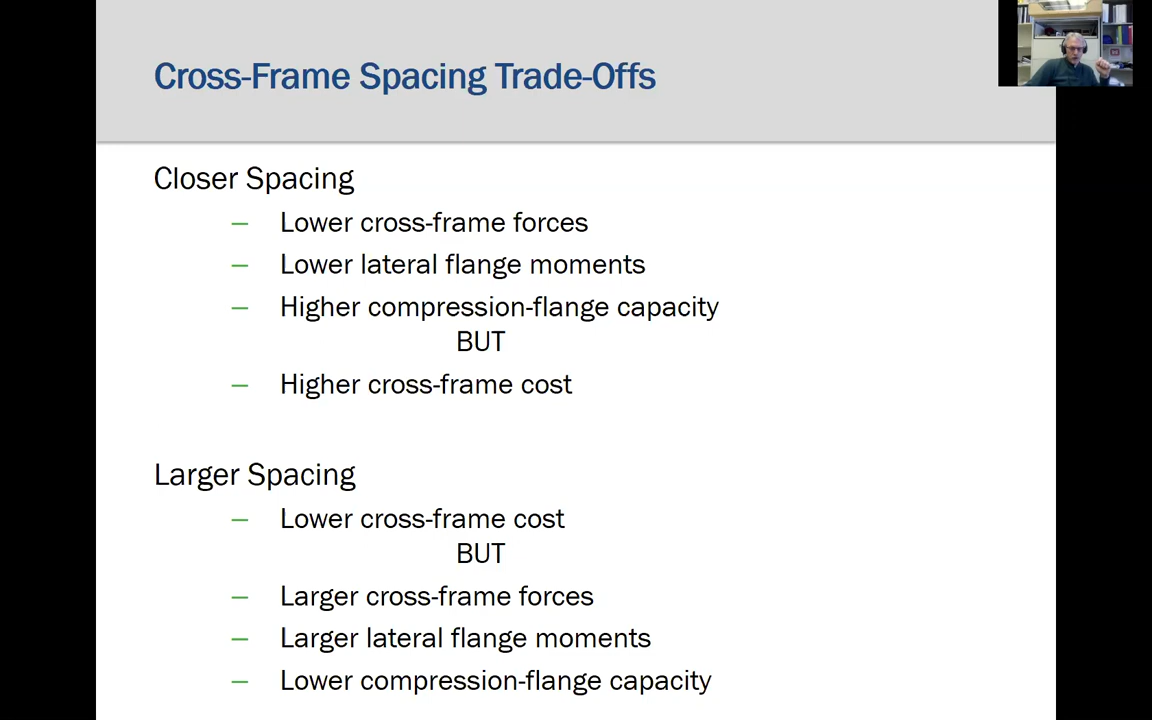 Cross-Frame Spacing Trade-Offs
Closer Spacing
– Lower cross-frame forces
– Lower lateral flange moments
– Higher compression-flange capacity
BUT
– Higher cross-frame cost
Larger Spacing
– Lower cross-frame cost
BUT
– Larger cross-frame forces
– Larger lateral flange moments
– Lower compression-flange capacity